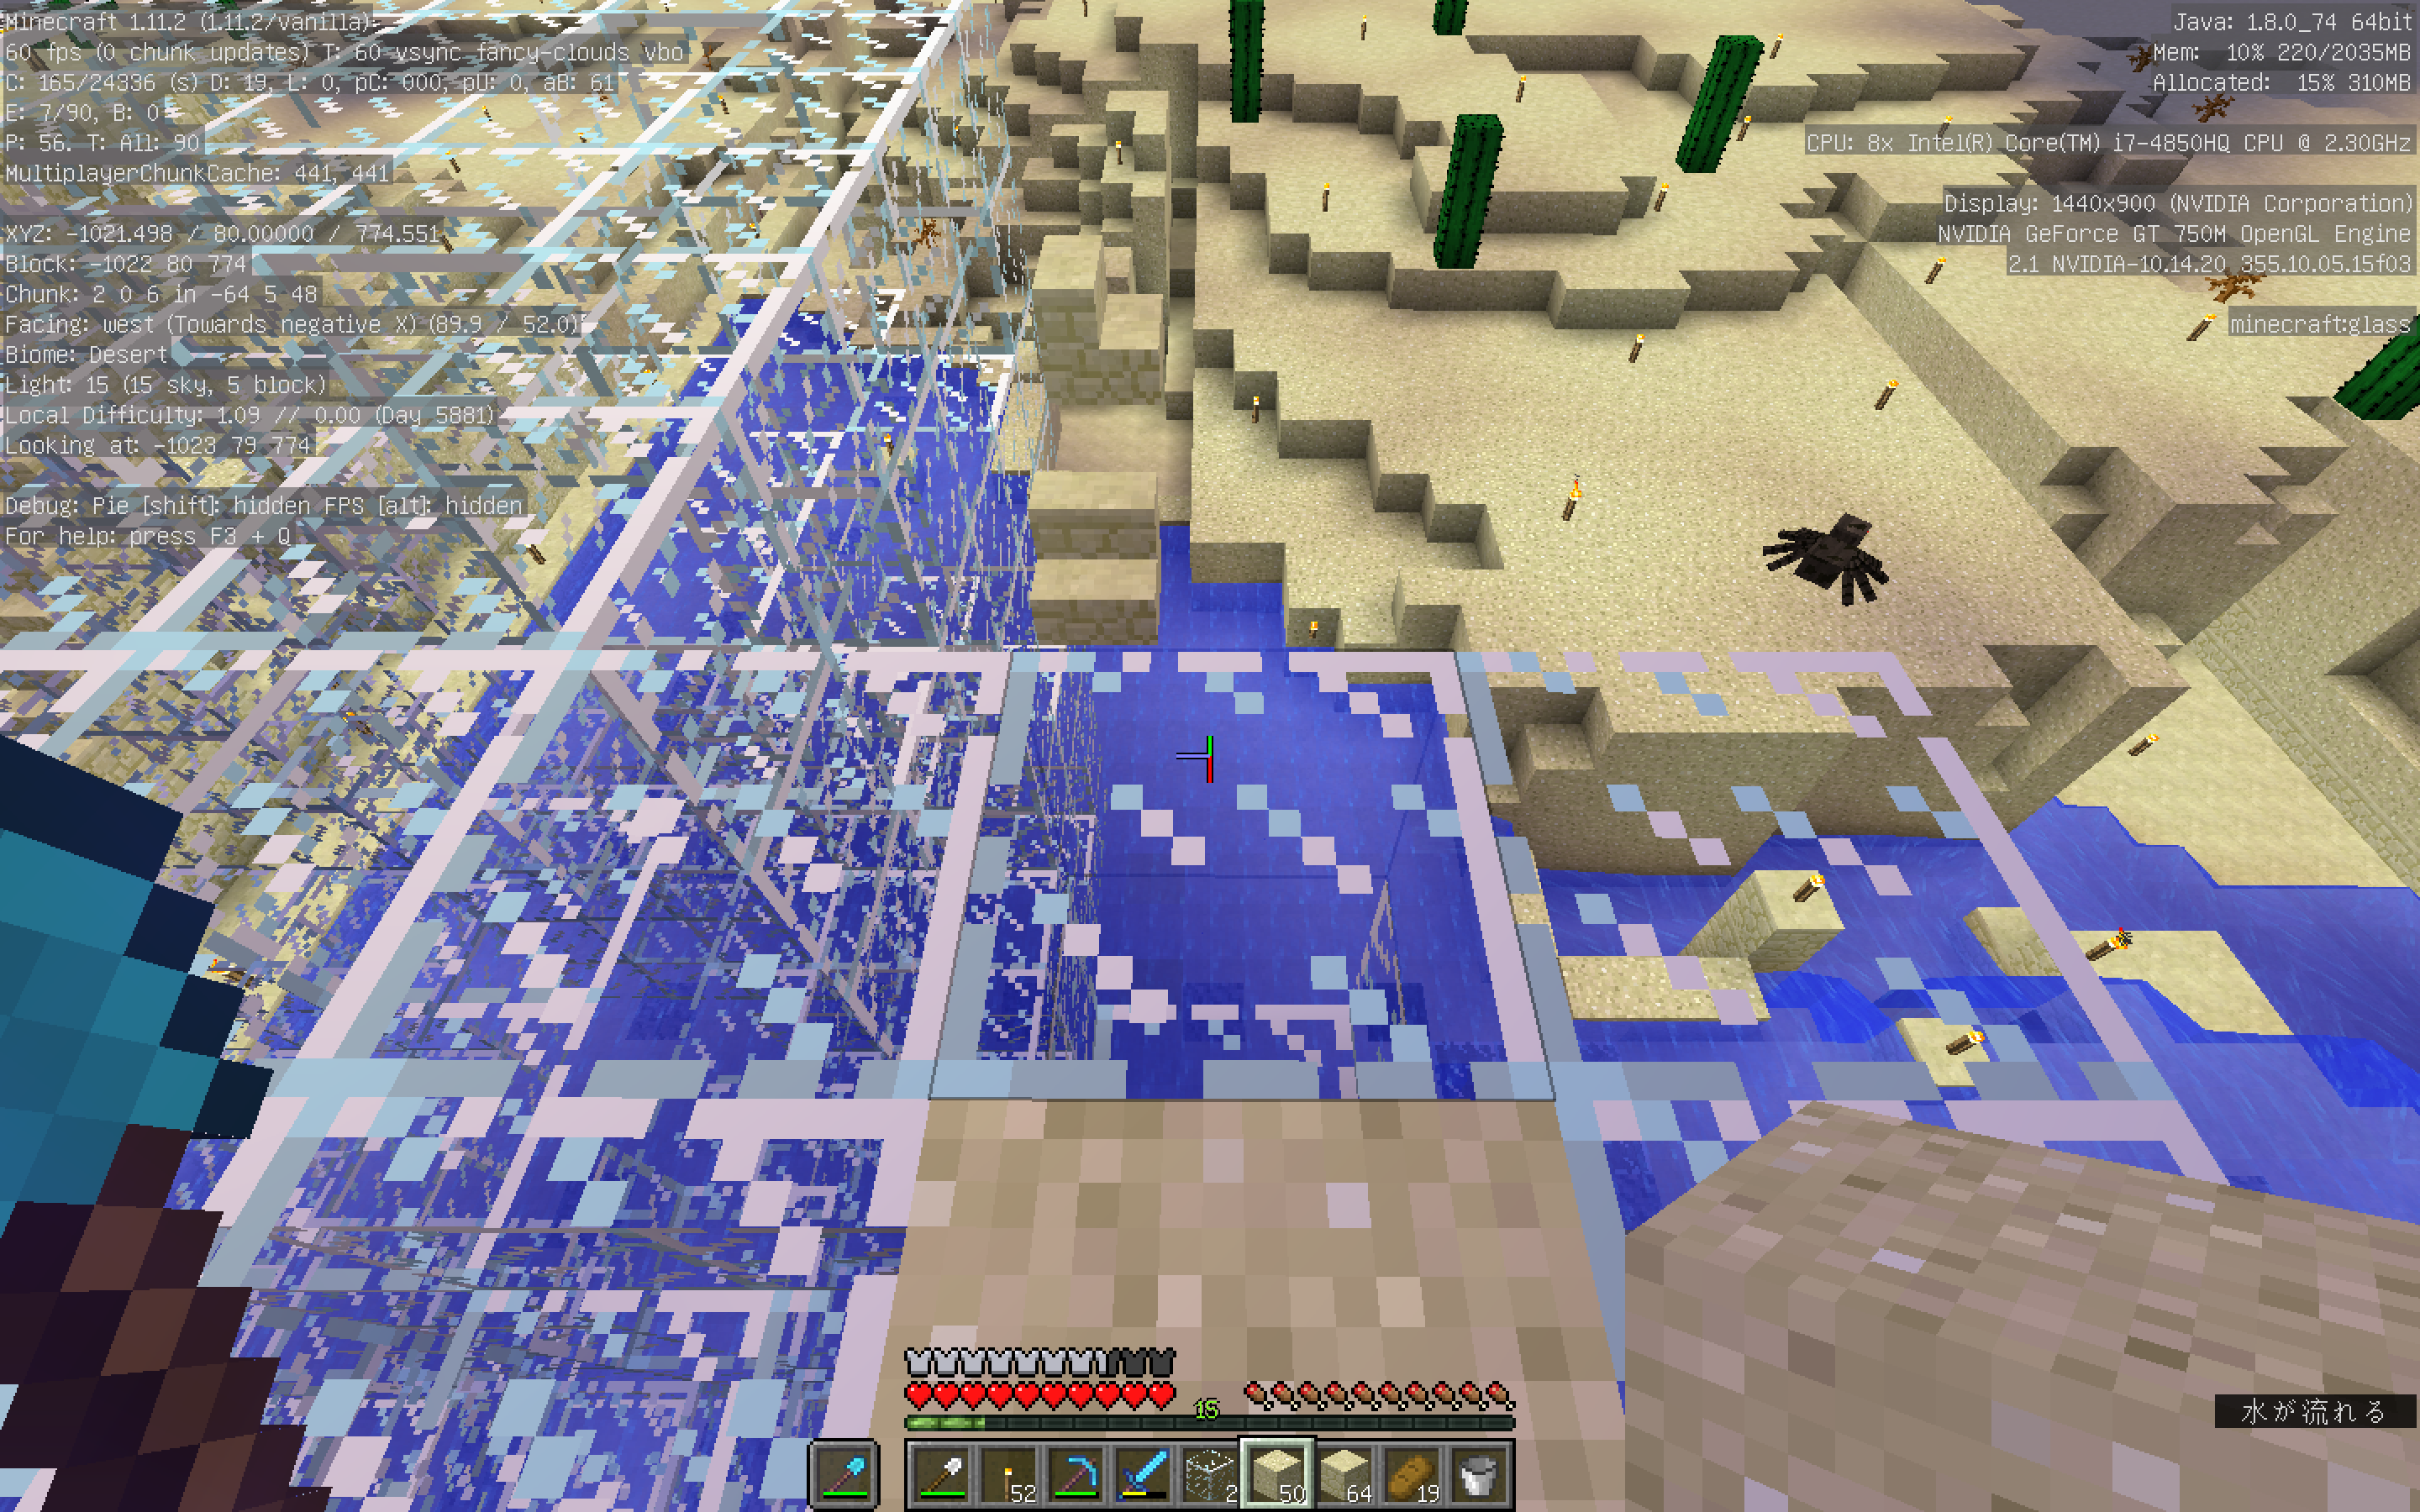 Minecraft 1.11.2 (1.11.2/vanilla)
60 fps (0 chunk updates) T: 60 vsync fancy-clouds vbo
C: 165/24336 (s) D: 19, L: 0, pC: 000, pU: 0, aB: 61
E: 7/90, B: 0
P: 56. T: All: 90
MultiplayerChunkCache: 441, 441
XYZ: -1021.498 / 80.00000 / 774.551
Block: -1022 80 774
Chunk: 2 0 6 in -64 5 48
Facing: west (Towards negative X) (89.9 / 52.0)
Biome: Desert
Light: 15 (15 sky, 5 block)
Local Difficulty: 1.09 // 0.00 (Day 5881)
Looking at: -1023 79 774
Debug: Pie [shift]: hidden FPS [alt]: hidden
For help: press F3 + Q
Java: 1.8.0_74 64bit
Mem: 10% 220/2035MB
Allocated: 15% 310MB
CPU: 8x Intel(R) Core(TM) i7-4850HQ CPU @ 2.30GHz
Display: 1440x900 (NVIDIA Corporation)
NVIDIA GeForce GT 750M OpenGL Engine
2.1 NVIDIA-10.14.20 355.10.05.15f03
minecraft:glass
水が流れる
15
52 2 50 64 19